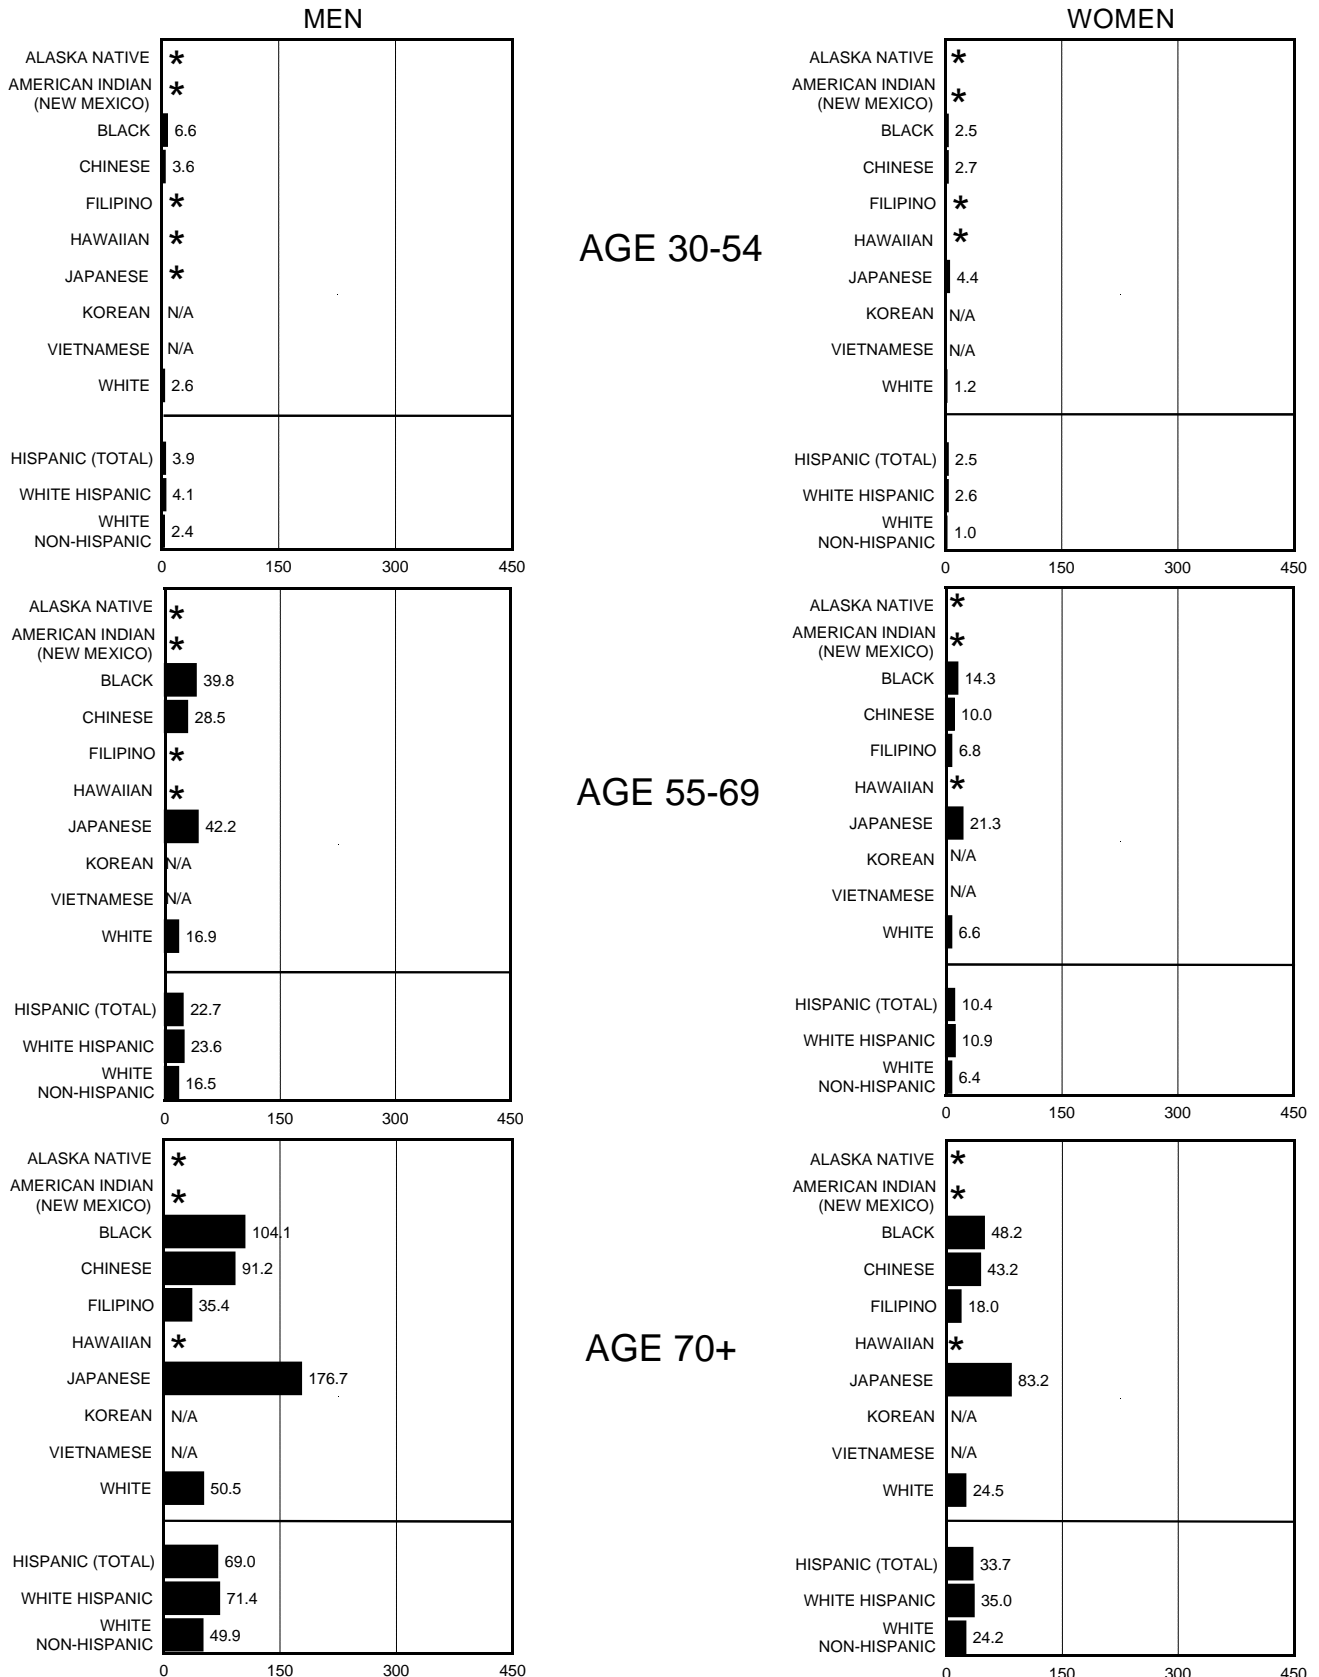 MEN
ALASKA NATIVE *
AMERICAN INDIAN
(NEW MEXICO) *
BLACK 6.6
CHINESE 3.6
FILIPINO *
HAWAIIAN *
JAPANESE *
KOREAN N/A
VIETNAMESE N/A
WHITE 2.6
HISPANIC (TOTAL) 3.9
WHITE HISPANIC 4.1
WHITE
NON-HISPANIC 2.4
0 150 300 450
AGE 30-54
WOMEN
ALASKA NATIVE *
AMERICAN INDIAN
(NEW MEXICO) *
BLACK 2.5
CHINESE 2.7
FILIPINO *
HAWAIIAN *
JAPANESE 4.4
KOREAN N/A
VIETNAMESE N/A
WHITE 1.2
HISPANIC (TOTAL) 2.5
WHITE HISPANIC 2.6
WHITE
NON-HISPANIC 1.0
0 150 300 450
ALASKA NATIVE *
AMERICAN INDIAN
(NEW MEXICO) *
BLACK 39.8
CHINESE 28.5
FILIPINO *
HAWAIIAN *
JAPANESE 42.2
KOREAN N/A
VIETNAMESE N/A
WHITE 16.9
HISPANIC (TOTAL) 22.7
WHITE HISPANIC 23.6
WHITE
NON-HISPANIC 16.5
0 150 300 450
AGE 55-69
ALASKA NATIVE *
AMERICAN INDIAN
(NEW MEXICO) *
BLACK 14.3
CHINESE 10.0
FILIPINO 6.8
HAWAIIAN *
JAPANESE 21.3
KOREAN N/A
VIETNAMESE N/A
WHITE 6.6
HISPANIC (TOTAL) 10.4
WHITE HISPANIC 10.9
WHITE
NON-HISPANIC 6.4
0 150 300 450
ALASKA NATIVE *
AMERICAN INDIAN
(NEW MEXICO) *
BLACK 104.1
CHINESE 91.2
FILIPINO 35.4
HAWAIIAN *
JAPANESE 176.7
KOREAN N/A
VIETNAMESE N/A
WHITE 50.5
HISPANIC (TOTAL) 69.0
WHITE HISPANIC 71.4
WHITE
NON-HISPANIC 49.9
0 150 300 450
AGE 70+
ALASKA NATIVE *
AMERICAN INDIAN
(NEW MEXICO) *
BLACK 48.2
CHINESE 43.2
FILIPINO 18.0
HAWAIIAN *
JAPANESE 83.2
KOREAN N/A
VIETNAMESE N/A
WHITE 24.5
HISPANIC (TOTAL) 33.7
WHITE HISPANIC 35.0
WHITE
NON-HISPANIC 24.2
0 150 300 450